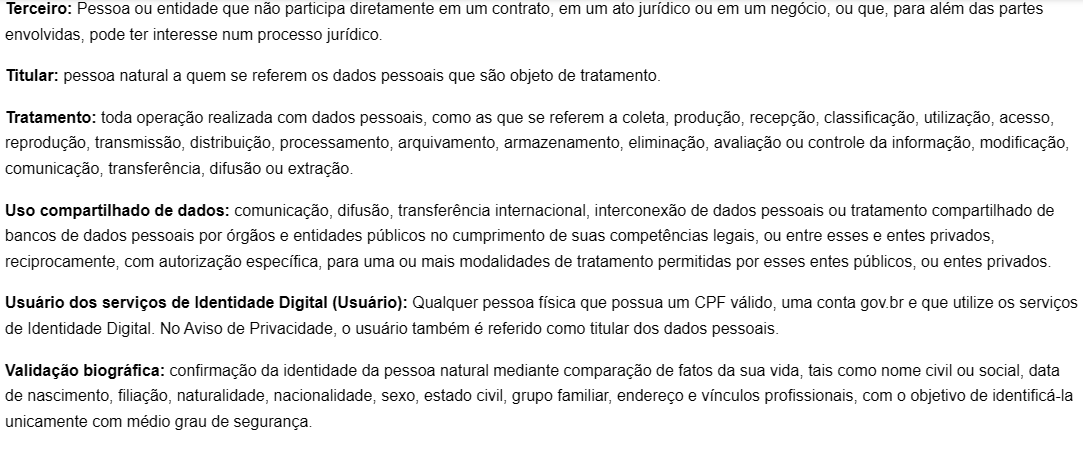 Terceiro: Pessoa ou entidade que não participa diretamente em um contrato, em um ato jurídico ou em um negócio, ou que, para além das partes
envolvidas, pode ter interesse num processo jurídico.
Titular: pessoa natural a quem se referem os dados pessoais que são objeto de tratamento.
Tratamento: toda operação realizada com dados pessoais, como as que se referem a coleta, produção, recepção, classificação, utilização, acesso,
reprodução, transmissão, distribuição, processamento, arquivamento, armazenamento, eliminação, avaliação ou controle da informação, modificação,
comunicação, transferência, difusão ou extração.
Uso compartilhado de dados: comunicação, difusão, transferência internacional, interconexão de dados pessoais ou tratamento compartilhado de
bancos de dados pessoais por órgãos e entidades públicos no cumprimento de suas competências legais, ou entre esses e entes privados,
reciprocamente, com autorização específica, para uma ou mais modalidades de tratamento permitidas por esses entes públicos, ou entes privados.
Usuário dos serviços de Identidade Digital (Usuário): Qualquer pessoa física que possua um CPF válido, uma conta gov.br e que utilize os serviços
de Identidade Digital. No Aviso de Privacidade, o usuário também é referido como titular dos dados pessoais.
Validação biográfica: confirmação da identidade da pessoa natural mediante comparação de fatos da sua vida, tais como nome civil ou social, data
de nascimento, filiação, naturalidade, nacionalidade, sexo, estado civil, grupo familiar, endereço e vínculos profissionais, com o objetivo de identificá-la
unicamente com médio grau de segurança.